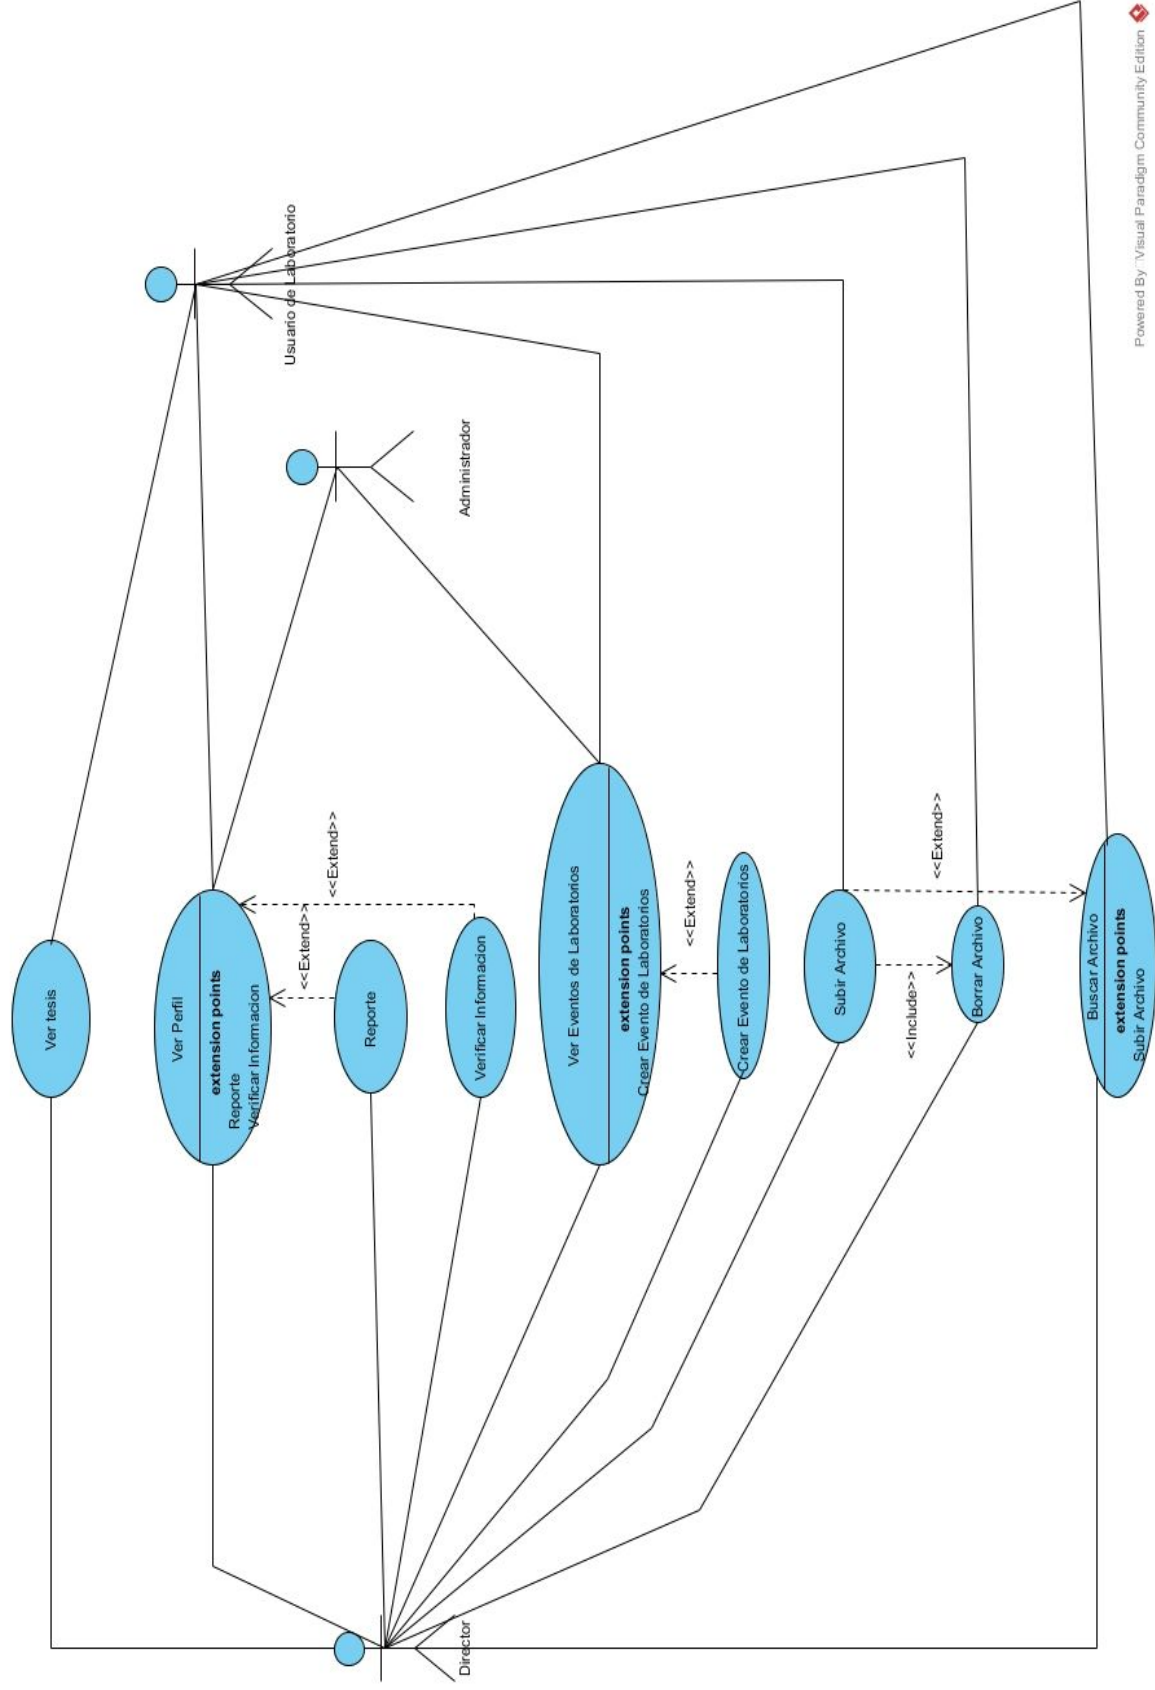 Ver tesis
Ver Perfil
extension points
Reporte
Verificar Informacion
<<Extend>>
<<Extend>>
Reporte
Verificar Informacion
Usuario de Laboratorio
Administrador
Director
Ver Eventos de Laboratorios
extension points
Crear Evento de Laboratorios
<<Extend>>
Crear Evento de Laboratorios
Subir Archivo
<<Include>>
<<Extend>>
Borrar Archivo
Buscar Archivo
extension points
Subir Archivo
Powered By Visual Paradigm Community Edition